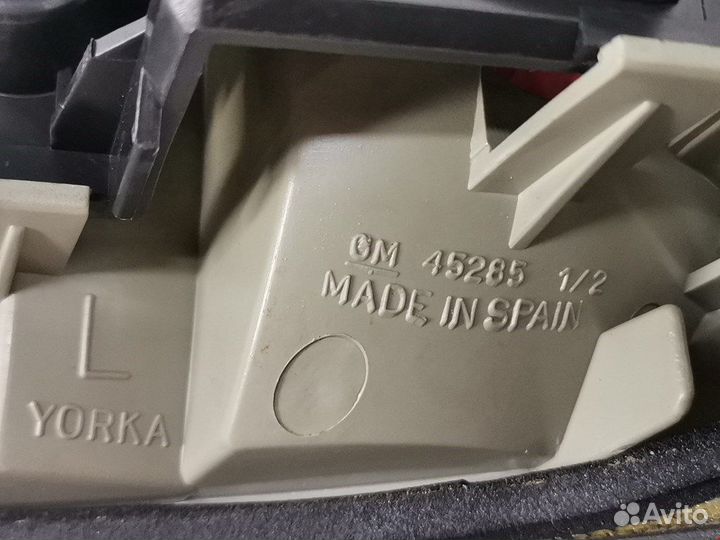 GM 45285 1/2
MADE IN SPAIN
L
YORKA
Avito